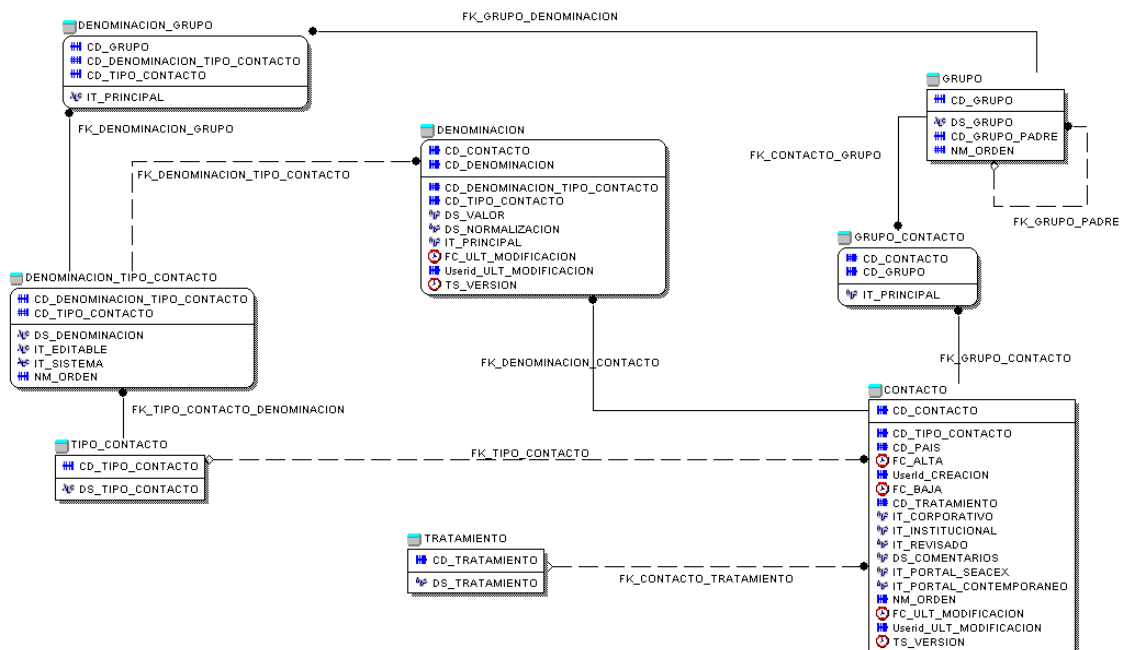 FK_GRUPO_DENOMINACION
DENOMINACION_GRUPO
CD_GRUPO
CD_DENOMINACION_TIPO_CONTACTO
CD_TIPO_CONTACTO
IT_PRINCIPAL
GRUPO
CD_GRUPO
DS_GRUPO
CD_GRUPO_PADRE
NM_ORDEN
FK_DENOMINACION_GRUPO
DENOMINACION
CD_CONTACTO
CD_DENOMINACION
CD_DENOMINACION_TIPO_CONTACTO
CD_TIPO_CONTACTO
DS_VALOR
DS_NORMALIZACION
IT_PRINCIPAL
FC_ULT_MODIFICACION
Userid_ULT_MODIFICACION
TS_VERSION
FK_DENOMINACION_TIPO_CONTACTO
FK_CONTACTO_GRUPO
FK_GRUPO_PADRE
GRUPO_CONTACTO
CD_CONTACTO
CD_GRUPO
IT_PRINCIPAL
DENOMINACION_TIPO_CONTACTO
CD_DENOMINACION_TIPO_CONTACTO
CD_TIPO_CONTACTO
DS_DENOMINACION
IT_EDITABLE
IT_SISTEMA
NM_ORDEN
FK_DENOMINACION_CONTACTO
FK_GRUPO_CONTACTO
CONTACTO
CD_CONTACTO
CD_TIPO_CONTACTO
CD_PAIS
FC_ALTA
UserId_CREACION
FC_BAJA
CD_TRATAMIENTO
IT_CORPORATIVO
IT_INSTITUCIONAL
IT_REVISADO
DS_COMENTARIOS
IT_PORTAL_SEACEX
IT_PORTAL_CONTEMPORANEO
NM_ORDEN
FC_ULT_MODIFICACION
Userid_ULT_MODIFICACION
TS_VERSION
FK_TIPO_CONTACTO_DENOMINACION
TIPO_CONTACTO
CD_TIPO_CONTACTO
DS_TIPO_CONTACTO
FK_TIPO_CONTACTO
TRATAMIENTO
CD_TRATAMIENTO
DS_TRATAMIENTO
FK_CONTACTO_TRATAMIENTO